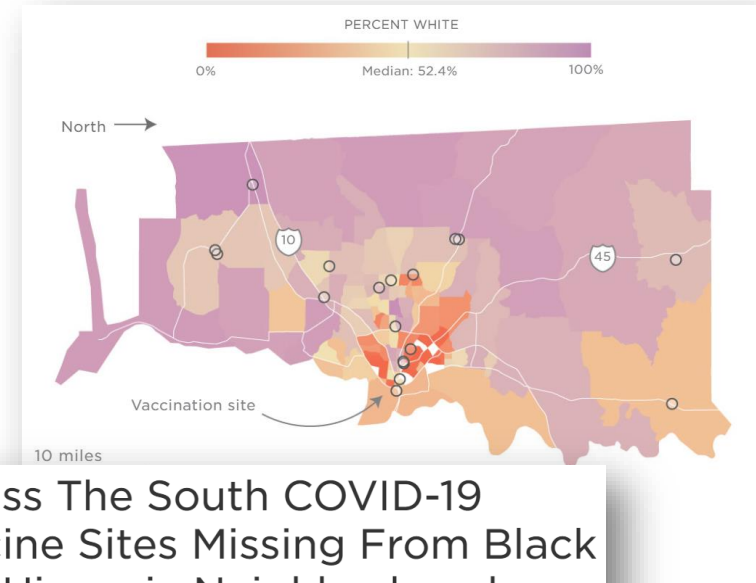 PERCENT WHITE
0%
Median: 52.4%
100%
North
10
45
Vaccination site
10 miles
ss The South COVID-19
ine Sites Missing From Black